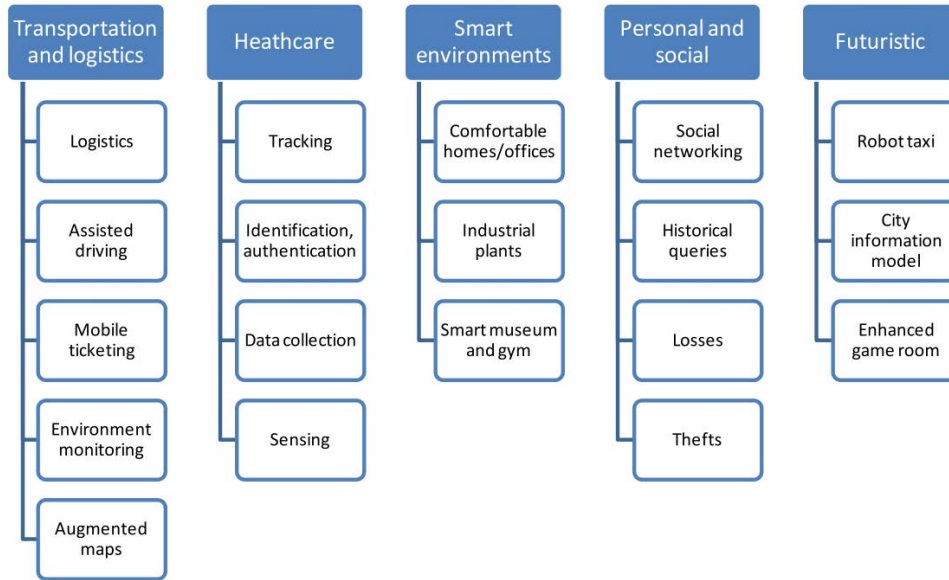 Transportation
and logistics
Logistics
Assisted
driving
Mobile
ticketing
Environment
monitoring
Augmented
maps
Heathcare
Tracking
Identification,
authentication
Data collection
Sensing
Smart
environments
Comfortable
homes/offices
Industrial
plants
Smart museum
and gym
Personal and
social
Social
networking
Historical
queries
Losses
Thefts
Futuristic
Robot taxi
City
information
model
Enhanced
game room